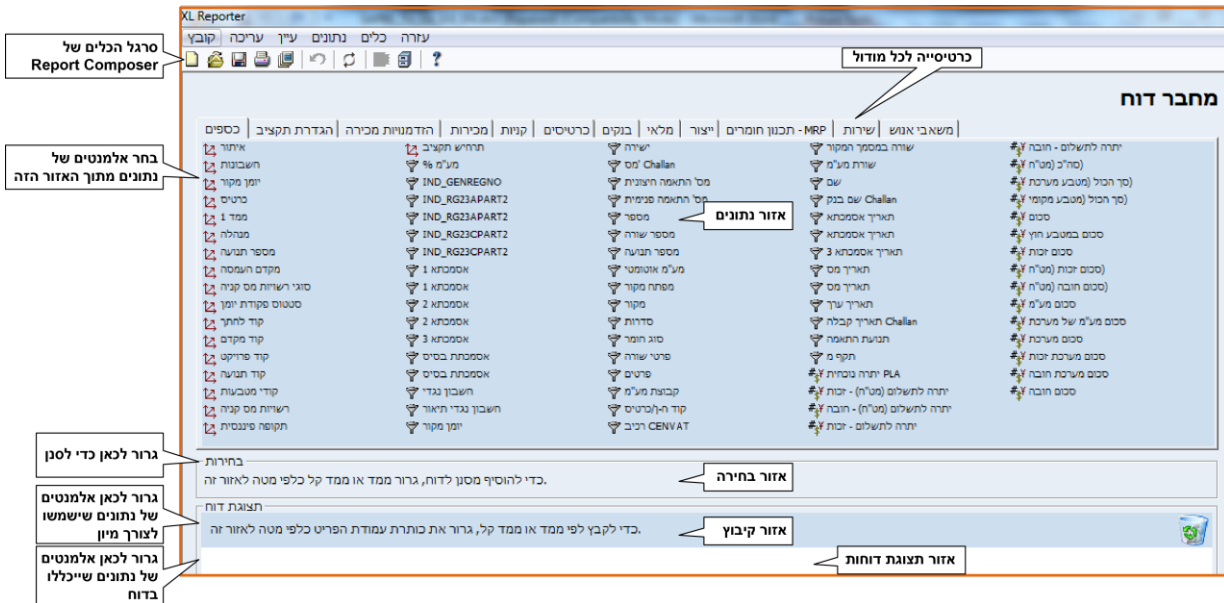 XL Reporter
קובץ עריכה עיין נתונים כלים עזרה
סרגל הכלים של
Report Composer
כרטיסייה לכל מודול
מחבר דוח
כספים הגדרת תקציב הזדמנויות מכירה מכירות קניות כרטיסים בנקים מלאי ייצור MRP - תכנון חומרים שירות משאבי אנוש
בחר אלמנטים של
נתונים מתוך האזור הזה
איתור
חשבונות
יומן מקור
כרטיס
ממד 1
מנהלה
מספר תנועה
מקדם העמסה
סוגי רשויות מס קניה
סטטוס פקודת יומן
קוד לחתך
קוד מקדם
קוד פרויקט
קוד תנועה
קודי מטבעות
רשויות מס קניה
תקופה פיננסית
תרחיש תקציב
מע"מ %
IND_GENREGNO
IND_RG23APART2
IND_RG23APART2
IND_RG23CPART2
IND_RG23CPART2
אסמכתא 1
אסמכתא 1
אסמכתא 2
אסמכתא 2
אסמכתא 3
אסמכתת בסיס
אסמכתת בסיס
חשבון נגדי
חשבון נגדי תיאור
יומן מקור
ישירה
מס' Challan
מס' התאמה חיצונית
מס' התאמה פנימית
מספר
מספר שורה
מספר תנועה
מע"מ אוטומטי
מפתח מקור
מקור
סדרות
סוג חומר
פרטי שורה
פרטים
קבוצת מע"מ
קוד ח-ן/כרטיס
רכיב CENVAT
שורה במסמך המקור
שורת מע"מ
שם
שם בנק Challan
תאריך אסמכתא
תאריך אסמכתא
תאריך אסמכתא 3
תאריך מס
תאריך מס
תאריך ערך
תאריך קבלה Challan
תנועת התאמה
תקף מ
יתרה נוכחית PLA
יתרה לתשלום (מט"ח) - זכות
יתרה לתשלום (מט"ח) - חובה
יתרה לתשלום - זכות
יתרה לתשלום - חובה
(סה"כ (מט"ח
(סך הכול (מטבע מערכת
(סך הכול (מטבע מקומי
סכום
סכום במטבע חוץ
סכום זכות
(סכום זכות (מט"ח
(סכום חובה (מט"ח
סכום מע"מ
סכום מע"מ של מערכת
סכום מערכת
סכום מערכת זכות
סכום מערכת חובה
סכום חובה
אזור נתונים
גרור לכאן כדי לסנן
בחירות
כדי להוסיף מסנן לדוח, גרור ממד או ממד קל כלפי מטה לאזור זה.
אזור בחירה
גרור לכאן אלמנטים
של נתונים שישמשו
לצורך מיון
תצוגת דוח
כדי לקבץ לפי ממד או ממד קל, גרור את כותרת עמודת הפריט כלפי מטה לאזור זה.
אזור קיבוץ
גרור לכאן אלמנטים
של נתונים שייכללו
בדוח
אזור תצוגת דוחות